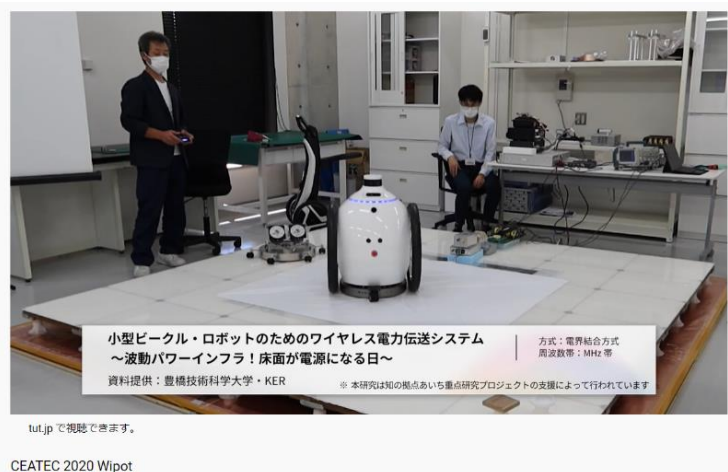 小型ビークル・ロボットのためのワイヤレス電力伝送システム
～波動パワーインフラ！床面が電源になる日～
資料提供：豊橋技術科学大学・KER
方式：電界結合方式
周波数帯：MHz 帯
※ 本研究は知の拠点あいち重点研究プロジェクトの支援によって行われています
tut.jp で視聴できます。
CEATEC 2020 Wipot